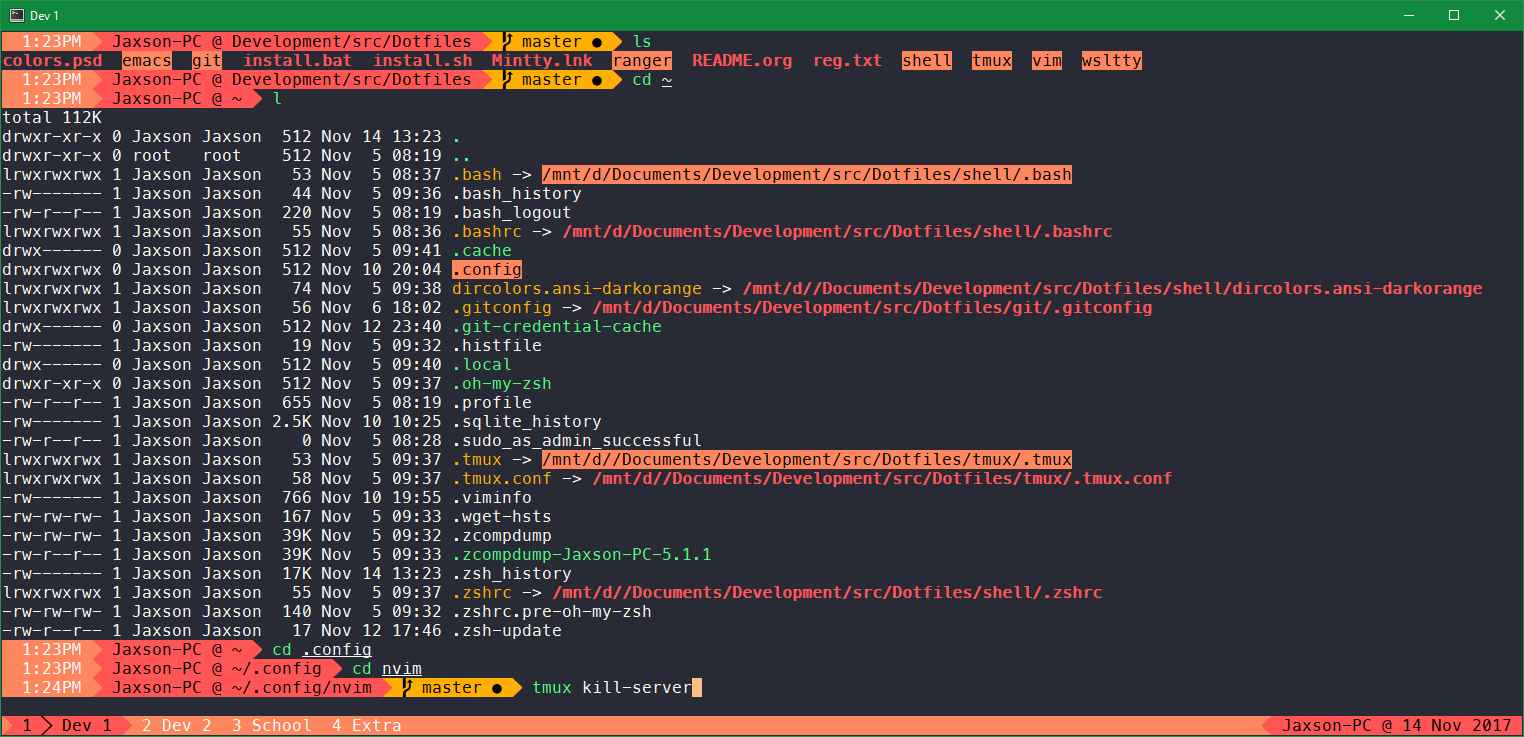 Dev 1
1:23PM Jaxson-PC @ Development/src/Dotfiles master ● ls
colors.psd emacs git install.bat install.sh Mintty.lnk ranger README.org reg.txt shell tmux vim wsltty
1:23PM Jaxson-PC @ Development/src/Dotfiles master ● cd ~
1:23PM Jaxson-PC @ ~ l
total 112K
drwxr-xr-x 0 Jaxson Jaxson 512 Nov 14 13:23 .
drwxr-xr-x 0 root root 512 Nov 5 08:19 ..
lrwxrwxrwx 1 Jaxson Jaxson 53 Nov 5 08:37 .bash -> /mnt/d/Documents/Development/src/Dotfiles/shell/.bash
-rw------- 1 Jaxson Jaxson 44 Nov 5 09:36 .bash_history
-rw-r--r-- 1 Jaxson Jaxson 220 Nov 5 08:19 .bash_logout
lrwxrwxrwx 1 Jaxson Jaxson 55 Nov 5 08:36 .bashrc -> /mnt/d/Documents/Development/src/Dotfiles/shell/.bashrc
drwx------ 0 Jaxson Jaxson 512 Nov 5 09:41 .cache
drwxrwxrwx 0 Jaxson Jaxson 512 Nov 10 20:04 .config
lrwxrwxrwx 1 Jaxson Jaxson 74 Nov 5 09:38 dircolors.ansi-darkorange -> /mnt/d//Documents/Development/src/Dotfiles/shell/dircolors.ansi-darkorange
lrwxrwxrwx 1 Jaxson Jaxson 56 Nov 6 18:02 .gitconfig -> /mnt/d/Documents/Development/src/Dotfiles/git/.gitconfig
drwx------ 0 Jaxson Jaxson 512 Nov 12 23:40 .git-credential-cache
-rw------- 1 Jaxson Jaxson 19 Nov 5 09:32 .histfile
drwx------ 0 Jaxson Jaxson 512 Nov 5 09:40 .local
drwxr-xr-x 0 Jaxson Jaxson 512 Nov 5 09:37 .oh-my-zsh
-rw-r--r-- 1 Jaxson Jaxson 655 Nov 5 08:19 .profile
-rw------- 1 Jaxson Jaxson 2.5K Nov 10 10:25 .sqlite_history
-rw-r--r-- 1 Jaxson Jaxson 0 Nov 5 08:28 .sudo_as_admin_successful
lrwxrwxrwx 1 Jaxson Jaxson 53 Nov 5 09:37 .tmux -> /mnt/d//Documents/Development/src/Dotfiles/tmux/.tmux
lrwxrwxrwx 1 Jaxson Jaxson 58 Nov 5 09:37 .tmux.conf -> /mnt/d//Documents/Development/src/Dotfiles/tmux/.tmux.conf
-rw------- 1 Jaxson Jaxson 766 Nov 10 19:55 .viminfo
-rw-rw-rw- 1 Jaxson Jaxson 167 Nov 5 09:33 .wget-hsts
-rw-rw-rw- 1 Jaxson Jaxson 39K Nov 5 09:32 .zcompdump
-rw-r--r-- 1 Jaxson Jaxson 39K Nov 5 09:33 .zcompdump-Jaxson-PC-5.1.1
-rw------- 1 Jaxson Jaxson 17K Nov 14 13:23 .zsh_history
lrwxrwxrwx 1 Jaxson Jaxson 55 Nov 5 09:37 .zshrc -> /mnt/d//Documents/Development/src/Dotfiles/shell/.zshrc
-rw-rw-rw- 1 Jaxson Jaxson 140 Nov 5 09:32 .zshrc.pre-oh-my-zsh
-rw-r--r-- 1 Jaxson Jaxson 17 Nov 12 17:46 .zsh-update
1:23PM Jaxson-PC @ ~ cd .config
1:23PM Jaxson-PC @ ~/.config cd nvim
1:24PM Jaxson-PC @ ~/.config/nvim master ● tmux kill-server
1 Dev 1 2 Dev 2 3 School 4 Extra Jaxson-PC @ 14 Nov 2017